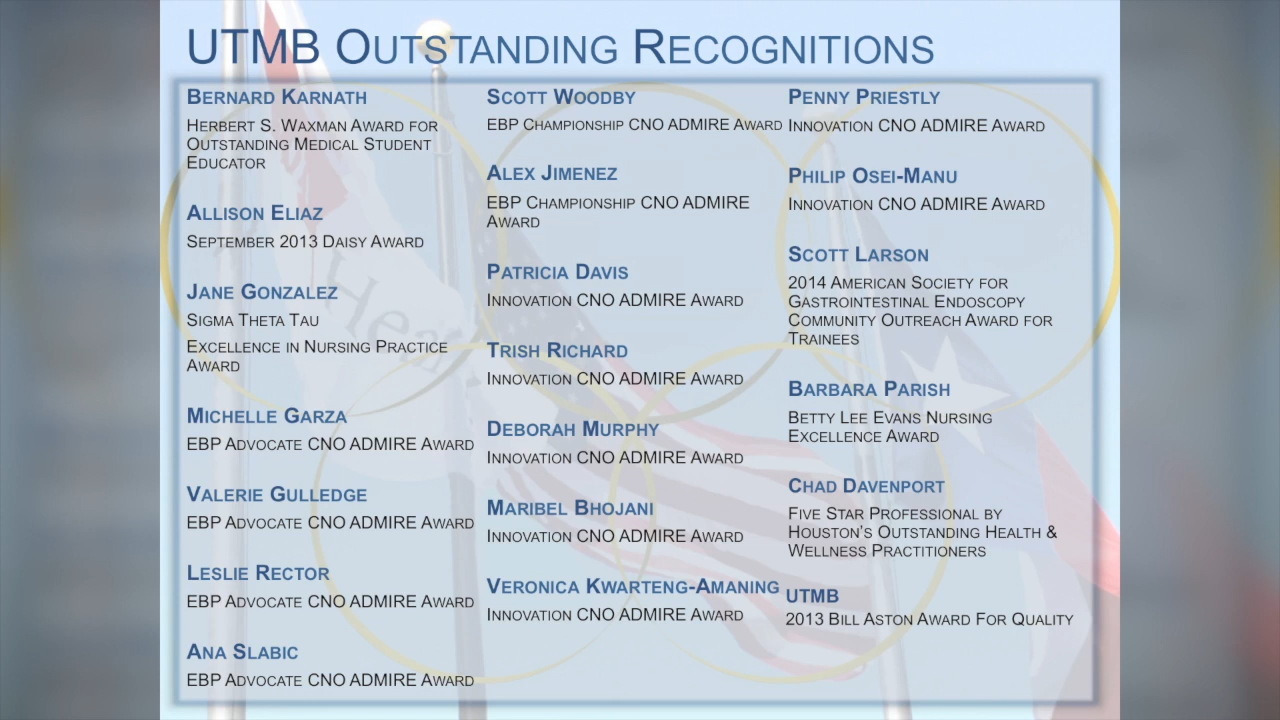 UTMB Outstanding Recognitions
Bernard Karnath
Herbert S. Waxman Award for
Outstanding Medical Student
Educator
Allison Eliaz
September 2013 Daisy Award
Jane Gonzalez
Sigma Theta Tau
Excellence in Nursing Practice
Award
Michelle Garza
EBP Advocate CNO ADMIRE Award
Valerie Gulledge
EBP Advocate CNO ADMIRE Award
Leslie Rector
EBP Advocate CNO ADMIRE Award
Ana Slabic
EBP Advocate CNO ADMIRE Award
Scott Woodby
EBP Championship CNO ADMIRE Award
Alex Jimenez
EBP Championship CNO ADMIRE
Award
Patricia Davis
Innovation CNO ADMIRE Award
Trish Richard
Innovation CNO ADMIRE Award
Deborah Murphy
Innovation CNO ADMIRE Award
Maribel Bhojani
Innovation CNO ADMIRE Award
Veronica Kwarteng-Amaning
Innovation CNO ADMIRE Award
Penny Priestly
Innovation CNO ADMIRE Award
Philip Osei-Manu
Innovation CNO ADMIRE Award
Scott Larson
2014 American Society for
Gastrointestinal Endoscopy
Community Outreach Award for
Trainees
Barbara Parish
Betty Lee Evans Nursing
Excellence Award
Chad Davenport
Five Star Professional by
Houston's Outstanding Health &
Wellness Practitioners
UTMB
2013 Bill Aston Award For Quality